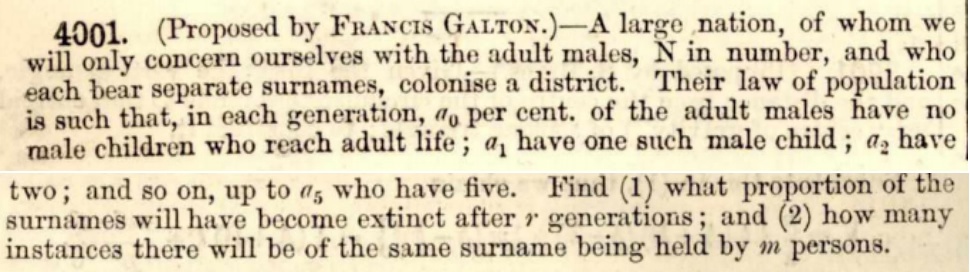 4001. (Proposed by FRANCIS GALTON.)—A large nation, of whom we
will only concern ourselves with the adult males, N in number, and who
each bear separate surnames, colonise a district. Their law of population
is such that, in each generation, a₀ per cent. of the adult males have no
male children who reach adult life; a₁ have one such male child; a₂ have
two; and so on, up to a₅ who have five. Find (1) what proportion of the
surnames will have become extinct after r generations; and (2) how many
instances there will be of the same surname being held by m persons.